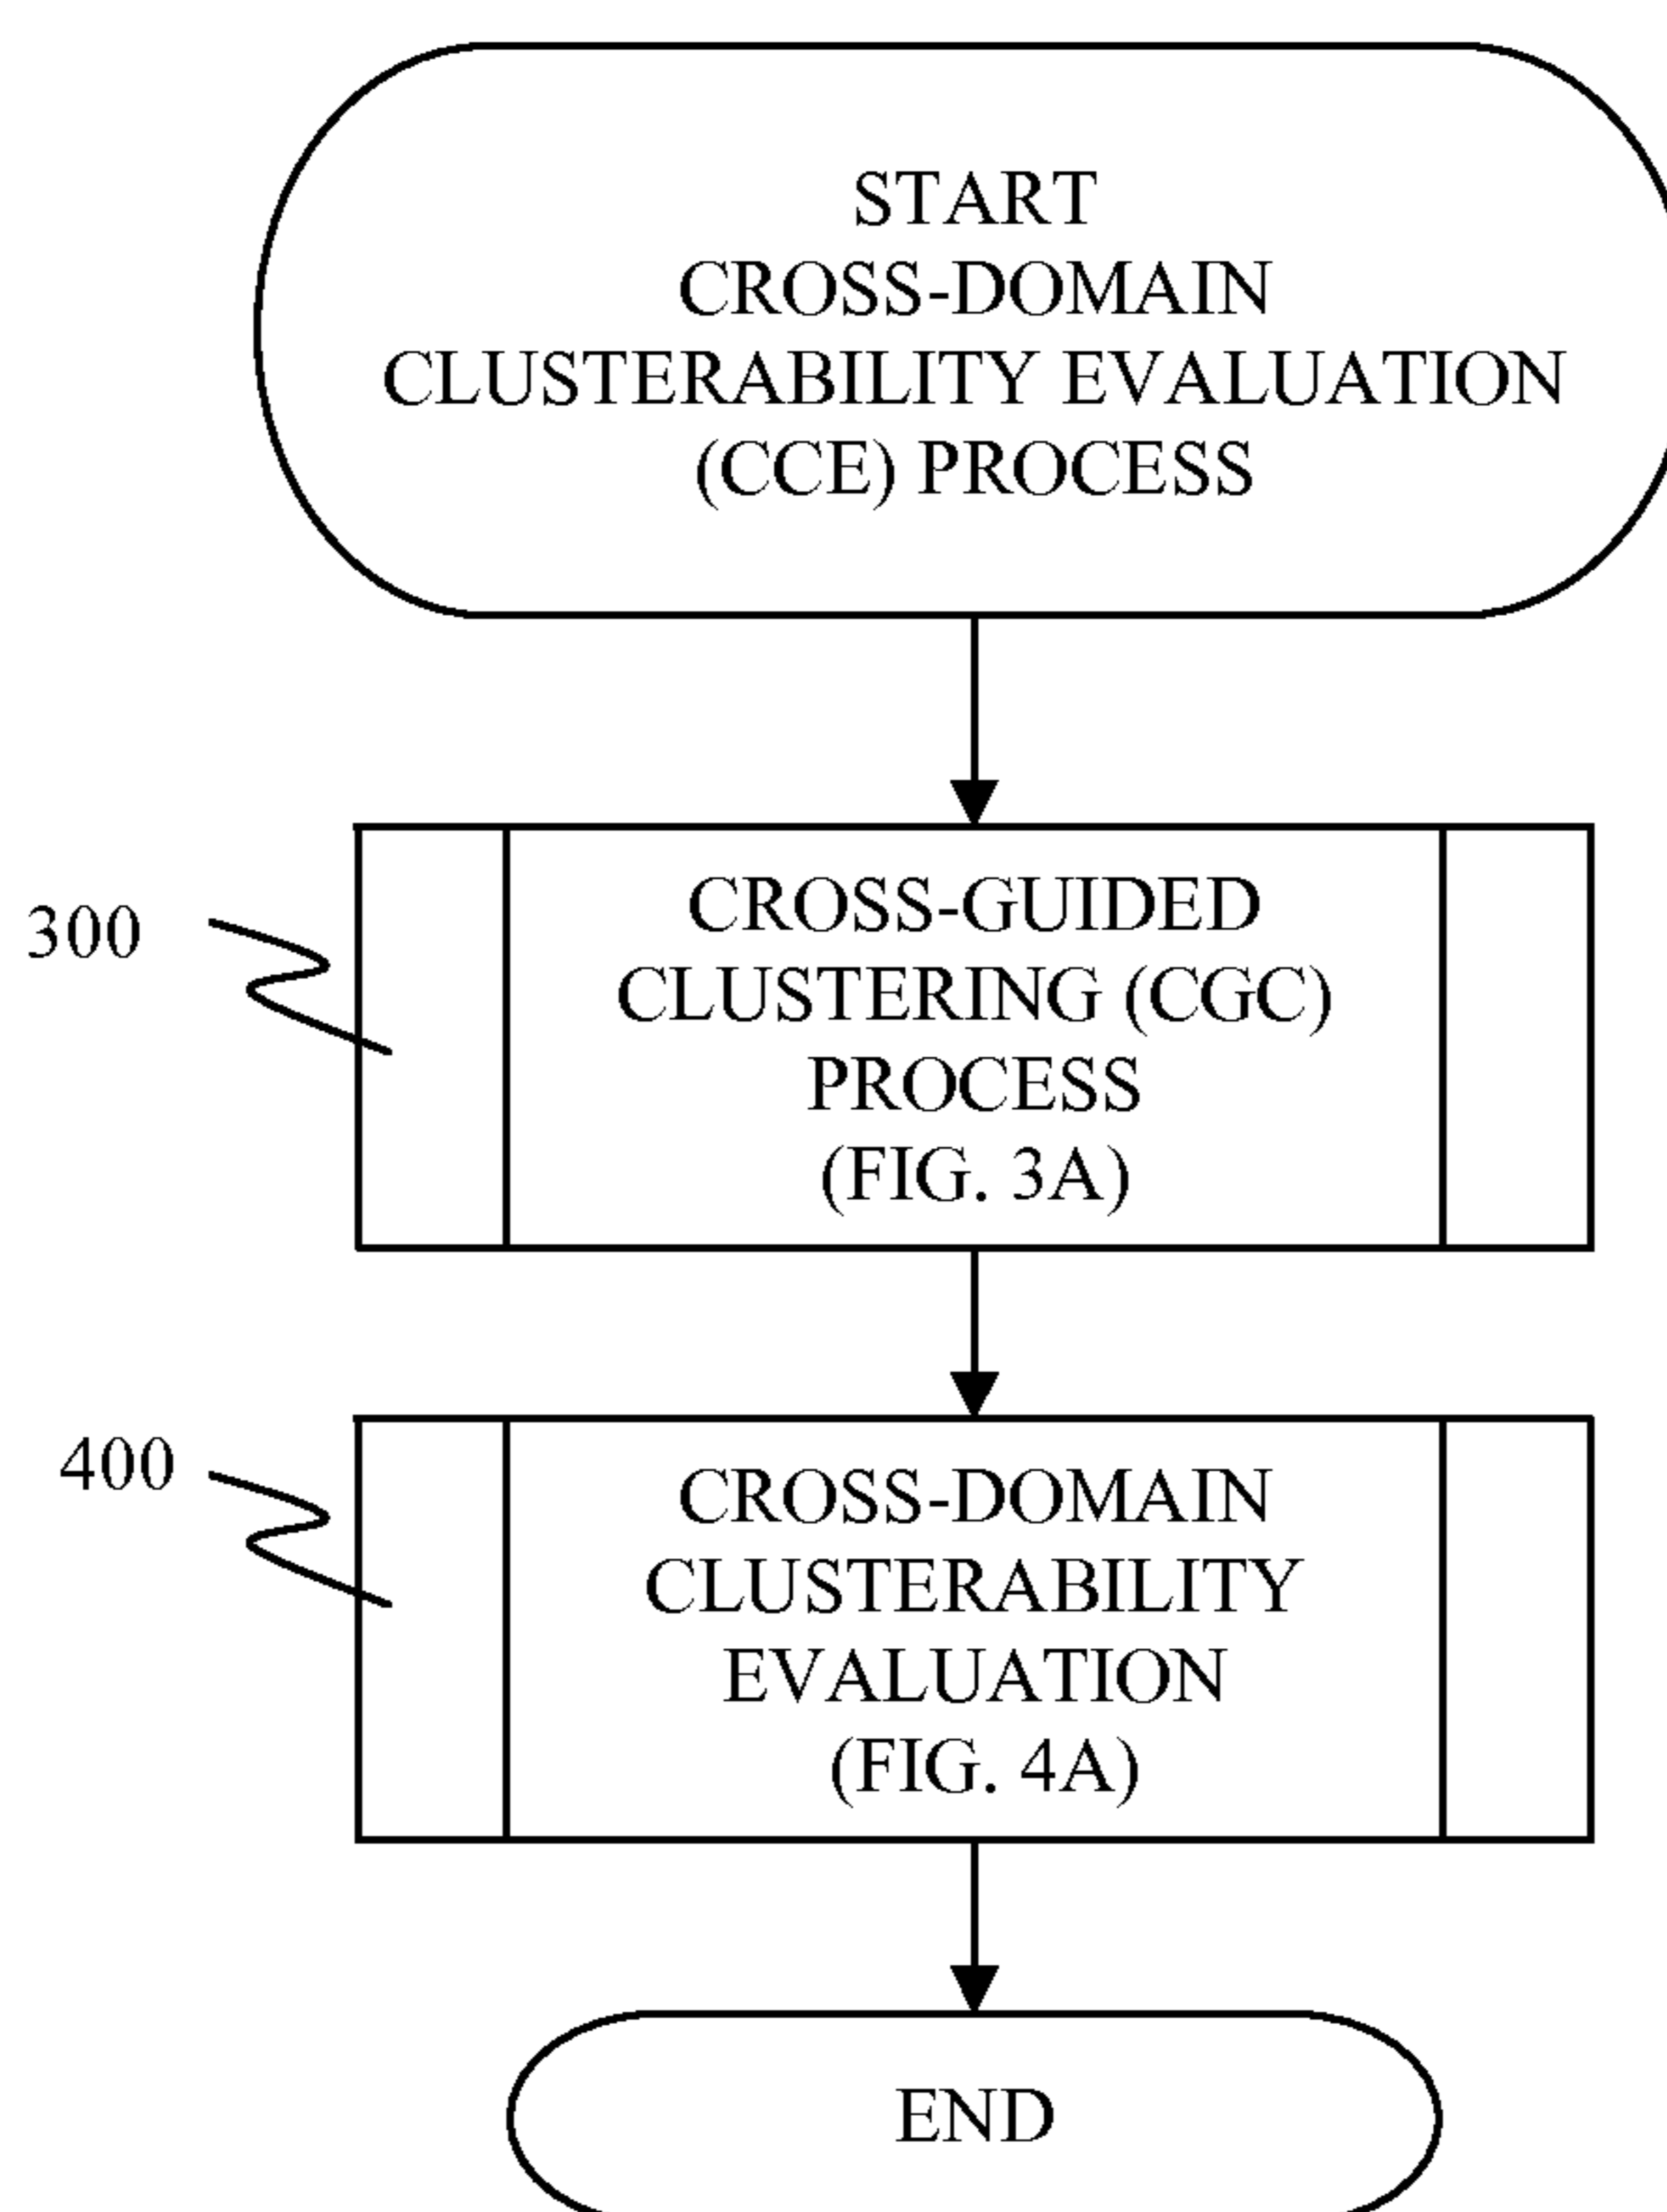 START
CROSS-DOMAIN
CLUSTERABILITY EVALUATION
(CCE) PROCESS
300
CROSS-GUIDED
CLUSTERING (CGC)
PROCESS
(FIG. 3A)
400
CROSS-DOMAIN
CLUSTERABILITY
EVALUATION
(FIG. 4A)
END